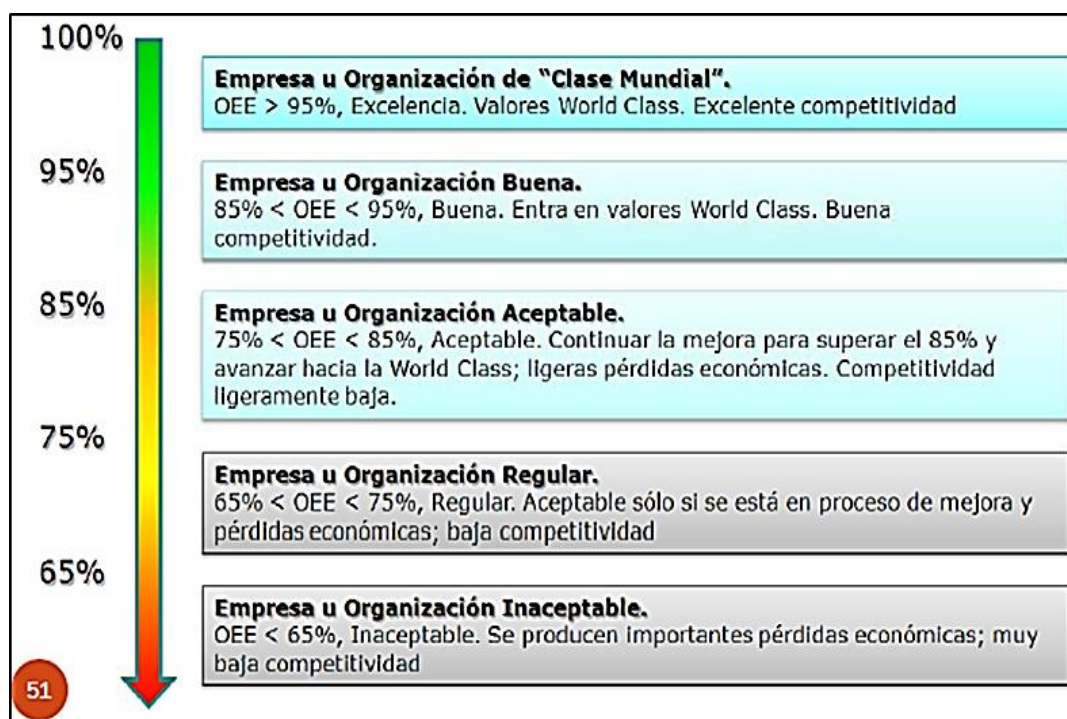 100%
Empresa u Organización de “Clase Mundial”.
OEE > 95%, Excelencia. Valores World Class. Excelente competitividad
95%
Empresa u Organización Buena.
85% < OEE < 95%, Buena. Entra en valores World Class. Buena
competitividad.
85%
Empresa u Organización Aceptable.
75% < OEE < 85%, Aceptable. Continuar la mejora para superar el 85% y
avanzar hacia la World Class; ligeras pérdidas económicas. Competitividad
ligeramente baja.
75%
Empresa u Organización Regular.
65% < OEE < 75%, Regular. Aceptable sólo si se está en proceso de mejora y
pérdidas económicas; baja competitividad
65%
Empresa u Organización Inaceptable.
OEE < 65%, Inaceptable. Se producen importantes pérdidas económicas; muy
baja competitividad
51